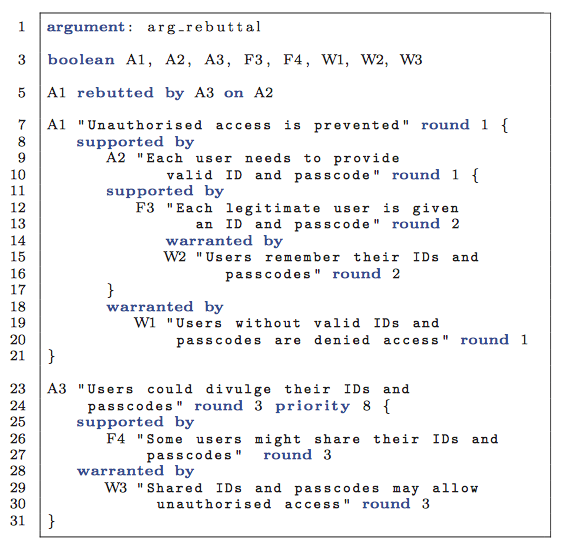 1 argument: arg_rebuttal
3 boolean A1, A2, A3, F3, F4, W1, W2, W3
5 A1 rebutted by A3 on A2
7 A1 "Unauthorised access is prevented" round 1 {
8 supported by
9 A2 "Each user needs to provide
10 valid ID and passcode" round 1 {
11 supported by
12 F3 "Each legitimate user is given
13 an ID and passcode" round 2
14 warranted by
15 W2 "Users remember their IDs and
16 passcodes" round 2
17 }
18 warranted by
19 W1 "Users without valid IDs and
20 passcodes are denied access" round 1
21 }
23 A3 "Users could divulge their IDs and
24 passcodes" round 3 priority 8 {
25 supported by
26 F4 "Some users might share their IDs and
27 passcodes" round 3
28 warranted by
29 W3 "Shared IDs and passcodes may allow
30 unauthorised access" round 3
31 }